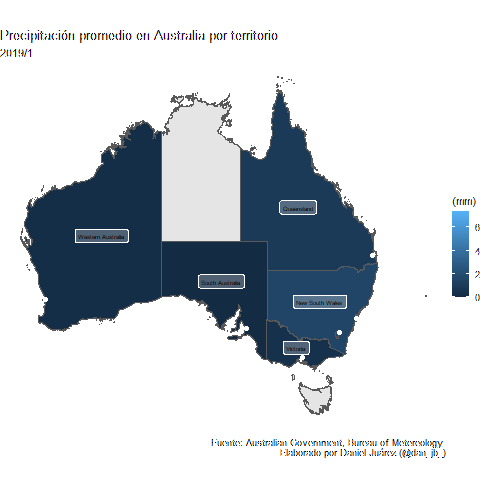 Precipitación promedio en Australia por territorio
2019/1
(mm)
6
4
2
0
Queensland
Western Australia
South Australia
New South Wales
Victoria
Fuente: Australian Government, Bureau of Metereology
Elaborado por Daniel Juárez (@dan_jb_)